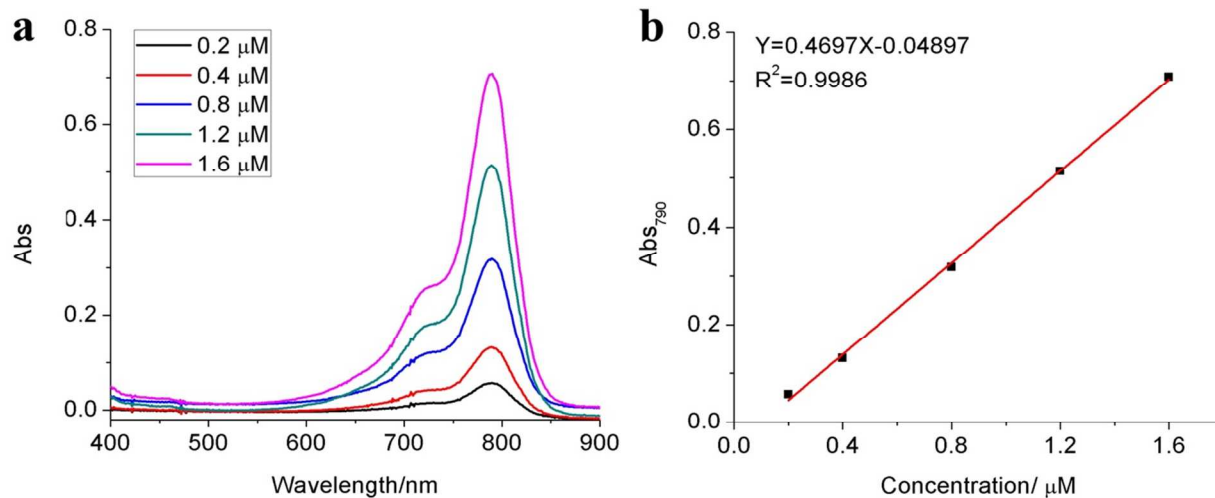 a
0.8
0.6
0.4
0.2
0.0
Abs
0.2 μM
0.4 μM
0.8 μM
1.2 μM
1.6 μM
400 500 600 700 800 900
Wavelength/nm
b
0.8
0.6
0.4
0.2
0.0
Abs790
Y=0.4697X-0.04897
R²=0.9986
0.0 0.4 0.8 1.2 1.6
Concentration/ μM